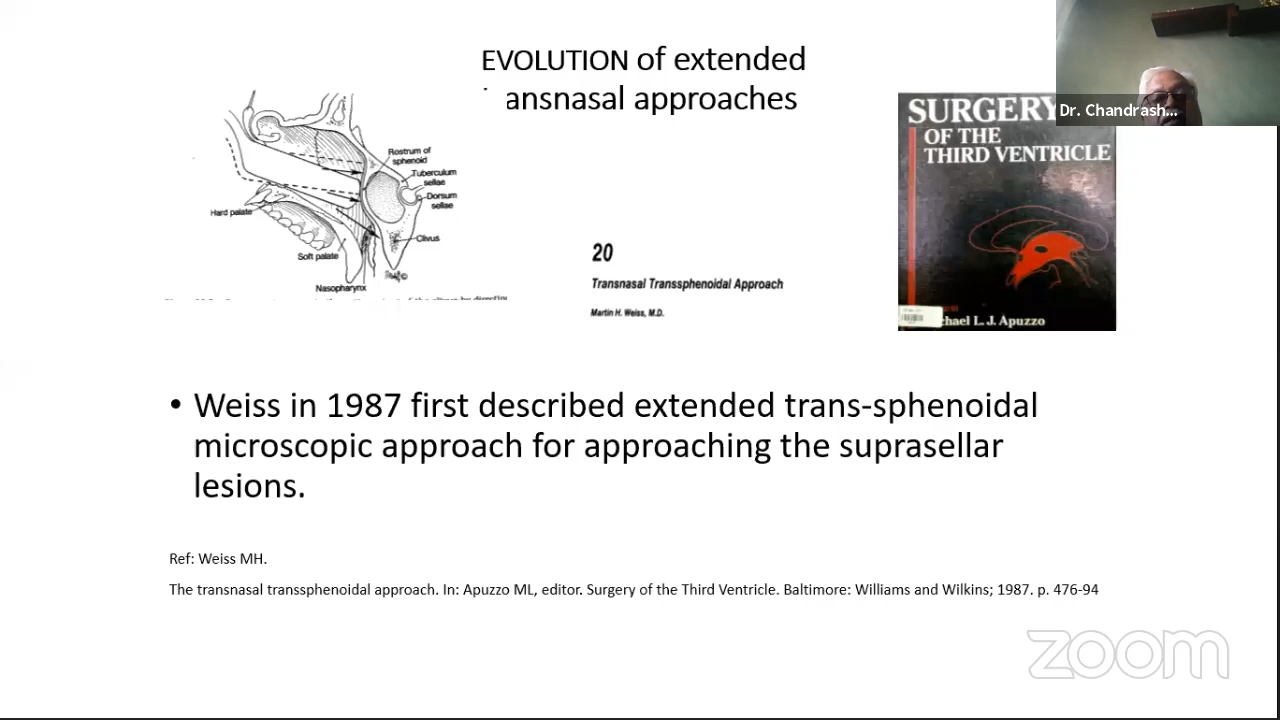 EVOLUTION of extended
ansnasal approaches
Dr. Chandrash...
Rostrum of
sphenoid
Tuberculum
sellae
Dorsum
sellae
Hard palate
Clivus
Soft palate
Nasopharynx
20
Transnasal Transsphenoidal Approach
Martin H. Weiss, M.D.
SURGERY
OF THE
THIRD VENTRICLE
chael L. J. Apuzzo
• Weiss in 1987 first described extended trans-sphenoidal
microscopic approach for approaching the suprasellar
lesions.
Ref: Weiss MH.
The transnasal transsphenoidal approach. In: Apuzzo ML, editor. Surgery of the Third Ventricle. Baltimore: Williams and Wilkins; 1987. p. 476-94
zoom